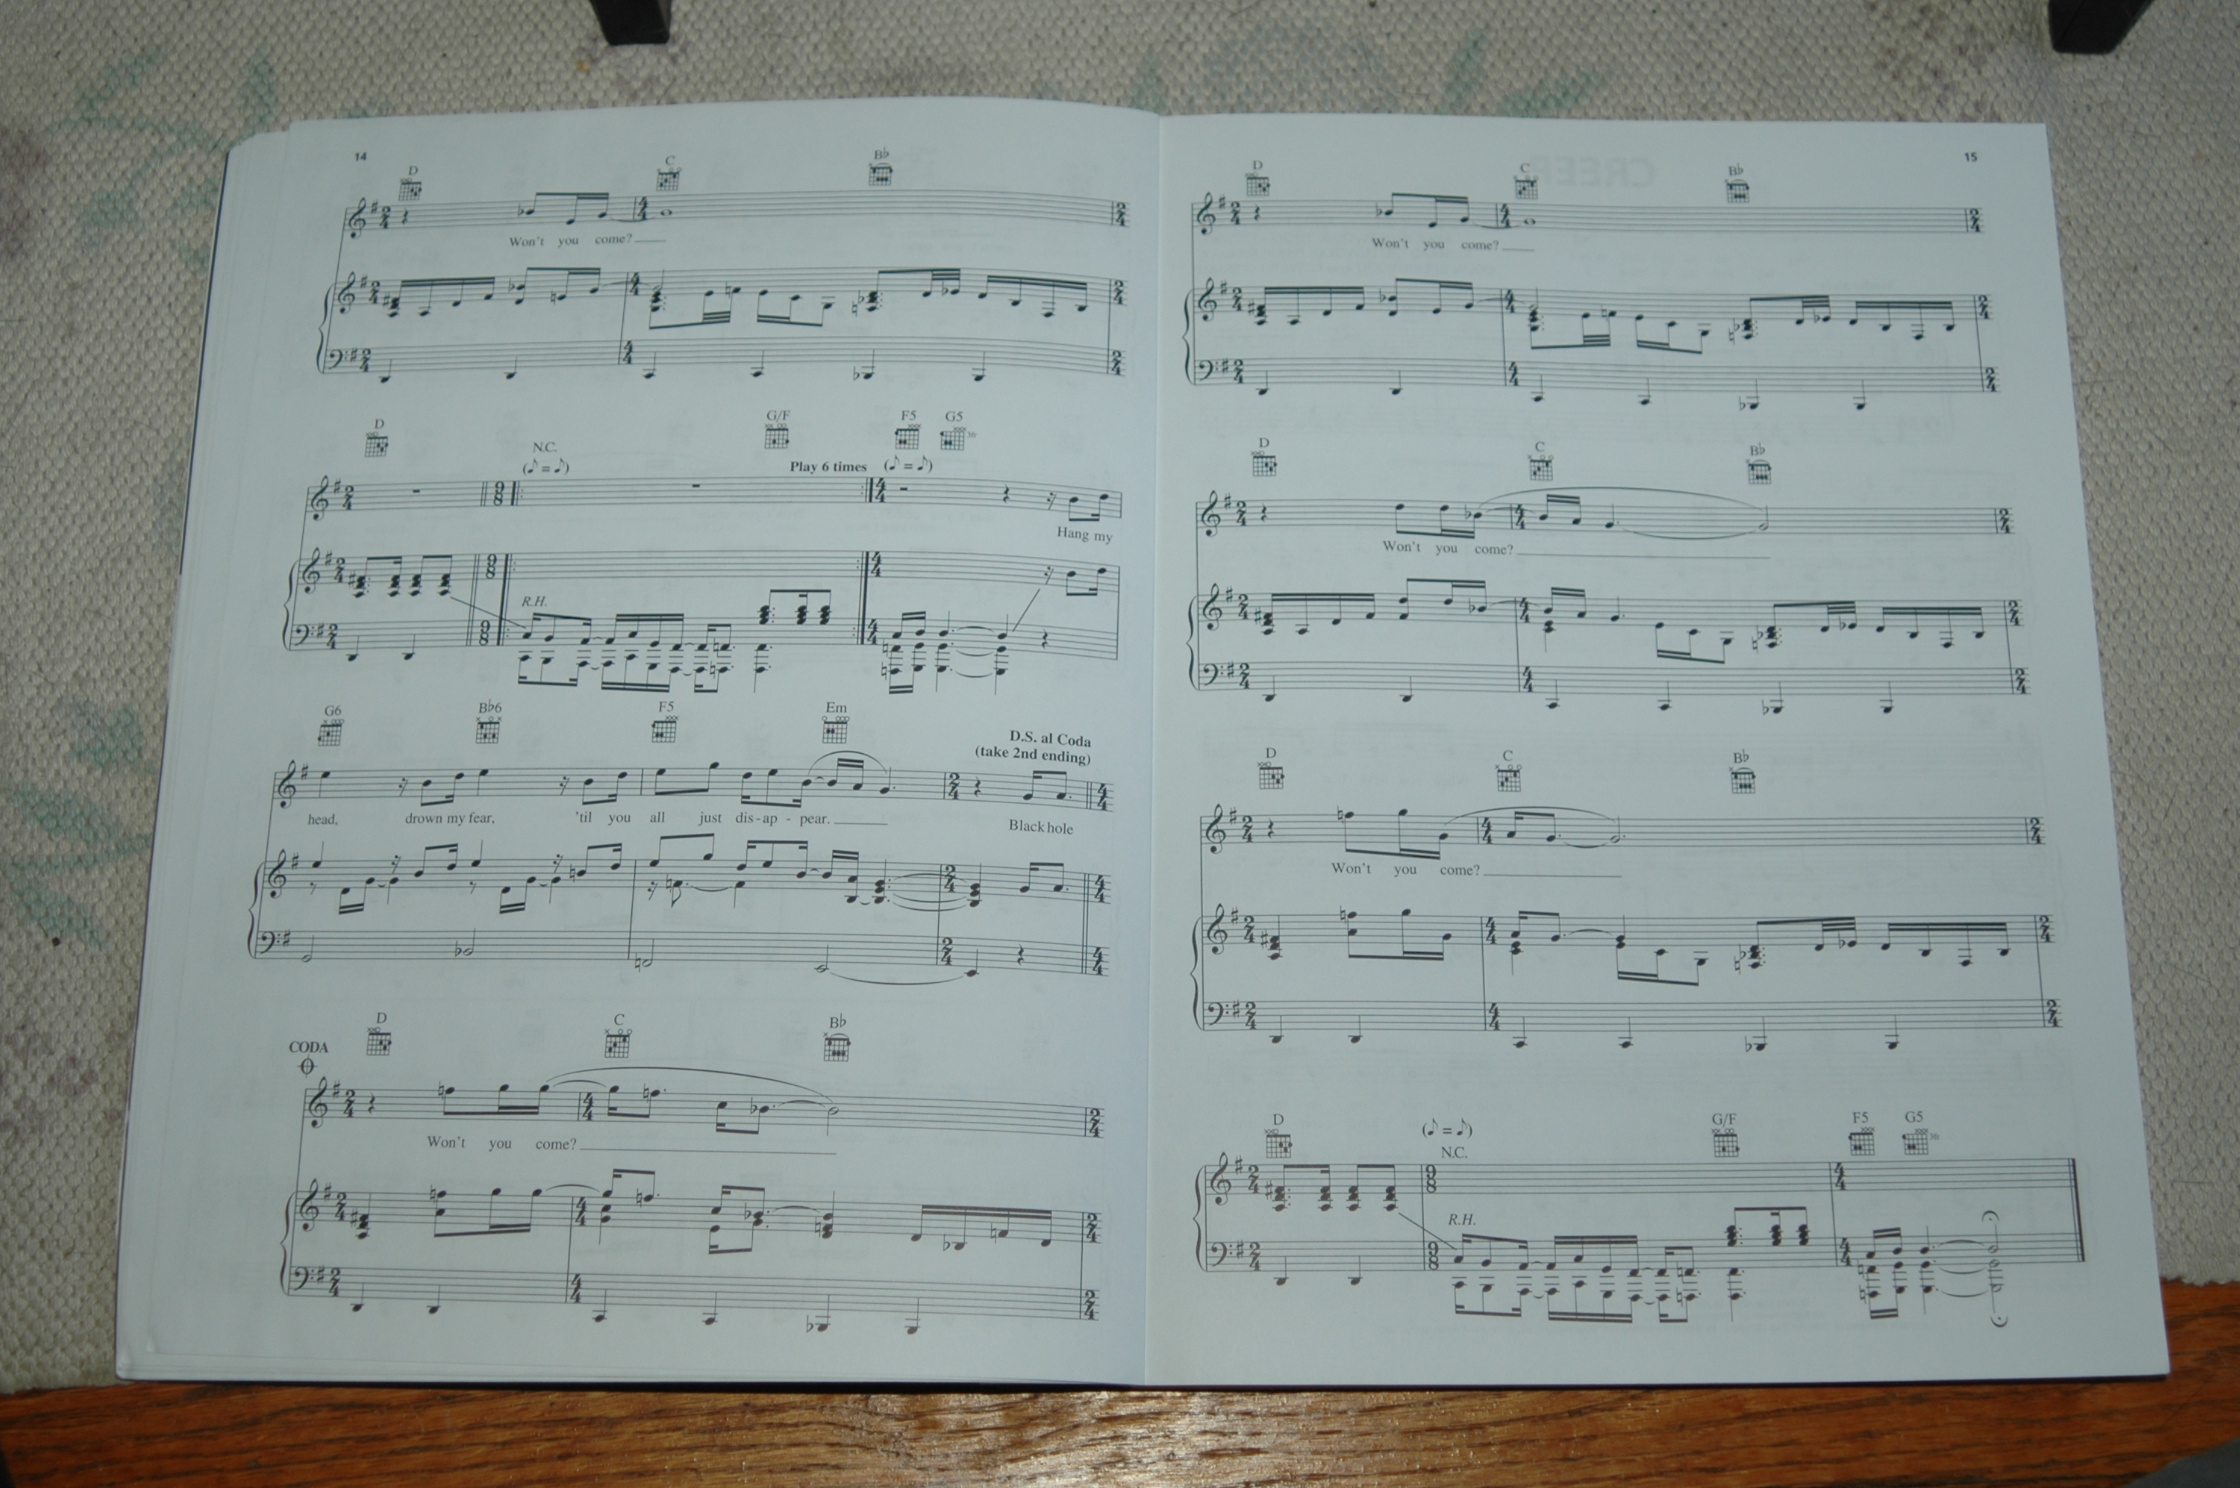 14
D C B♭
Won't you come?
D N.C. G/F Play 6 times F5 G5
(♪=♪) (♪=♪)
R.H.
Hang my
G6 B♭6 F5 Em D.S. al Coda
(take 2nd ending)
head, drown my fear, 'til you all just dis - ap - pear. Black hole
CODA
D C B♭
Won't you come?
15
D C B♭
Won't you come?
D C B♭
Won't you come?
D C B♭
Won't you come?
D (♪=♪)
N.C. G/F F5 G5
R.H.
CREEP